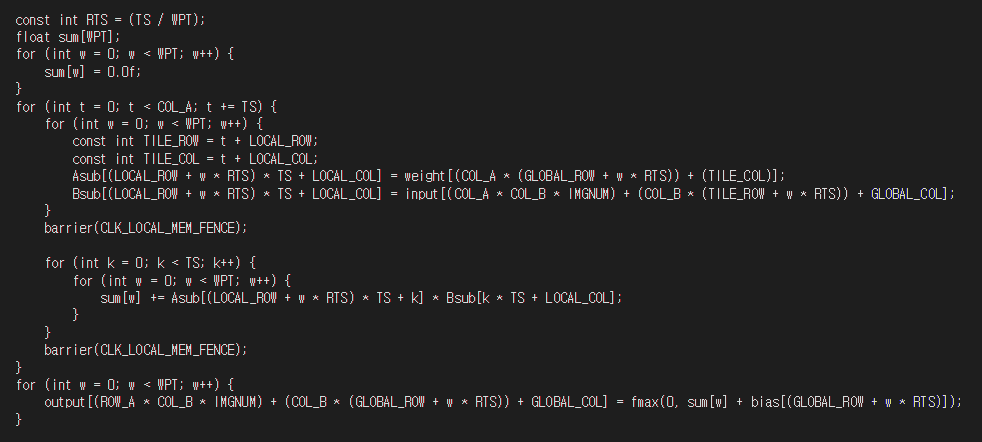 const int RTS = (TS / WPT);
float sum[WPT];
for (int w = 0; w < WPT; w++) {
    sum[w] = 0.0f;
}
for (int t = 0; t < COL_A; t += TS) {
    for (int w = 0; w < WPT; w++) {
        const int TILE_ROW = t + LOCAL_ROW;
        const int TILE_COL = t + LOCAL_COL;
        Asub[(LOCAL_ROW + w * RTS) * TS + LOCAL_COL] = weight[(COL_A * (GLOBAL_ROW + w * RTS)) + (TILE_COL)];
        Bsub[(LOCAL_ROW + w * RTS) * TS + LOCAL_COL] = input[(COL_A * COL_B * IMGNUM) + (COL_B * (TILE_ROW + w * RTS)) + GLOBAL_COL];
    }
    barrier(CLK_LOCAL_MEM_FENCE);
    for (int k = 0; k < TS; k++) {
        for (int w = 0; w < WPT; w++) {
            sum[w] += Asub[(LOCAL_ROW + w * RTS) * TS + k] * Bsub[k * TS + LOCAL_COL];
        }
    }
    barrier(CLK_LOCAL_MEM_FENCE);
}
for (int w = 0; w < WPT; w++) {
    output[(ROW_A * COL_B * IMGNUM) + (COL_B * (GLOBAL_ROW + w * RTS)) + GLOBAL_COL] = fmax(0, sum[w] + bias[(GLOBAL_ROW + w * RTS)]);
}